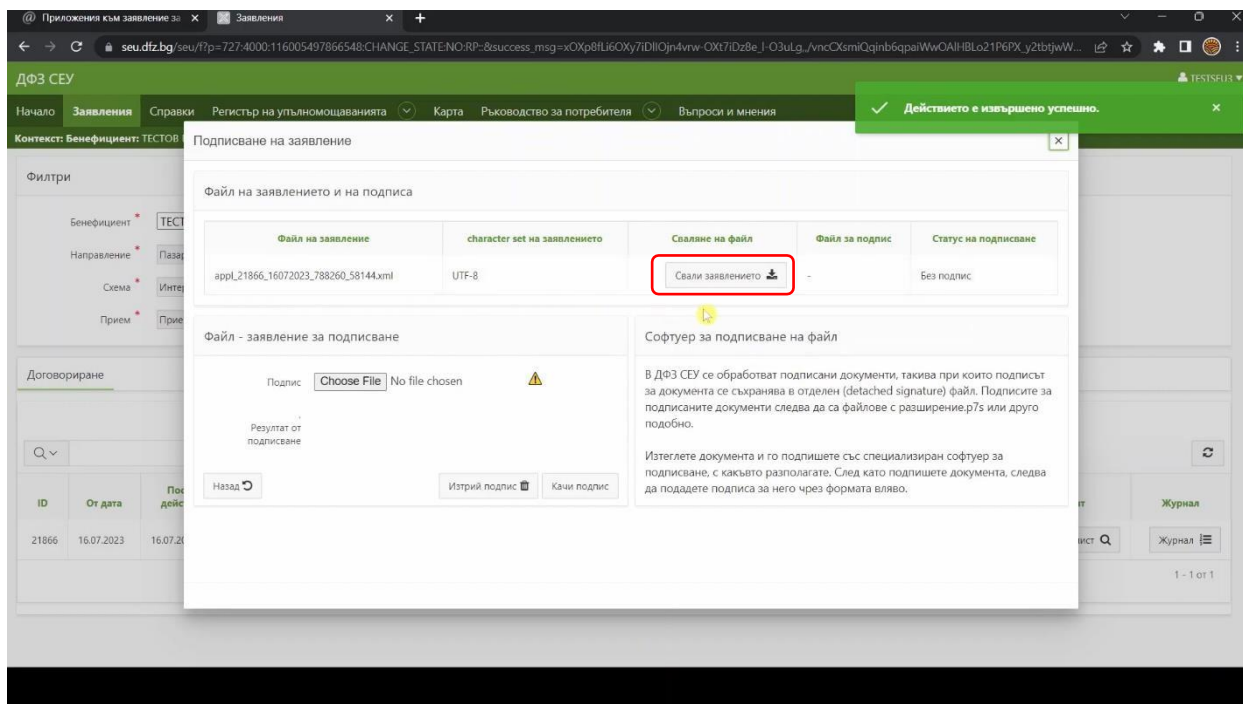 Приложения към заявление за
Заявления
seu.dfz.bg/seu/f?p=727:4000:116005497866548:CHANGE_STATE:NO:RP::&success_msg=
ДФЗ СЕУ
TESTSEU3
Начало Заявления Справки Регистър на упълномощаванията Карта Ръководство за потребителя Въпроси и мнения
Действието е извършено успешно.
Контекст: Бенефициент: ТЕСТОВ
Подписване на заявление
Филтри
Бенефициент *
ТЕСТ
Направление *
Пазар
Схема *
Интер
Прием *
Прие
Файл на заявлението и на подписа
Файл на заявление character set на заявлението Сваляне на файл Файл за подпис Статус на подписване
appl_21866_16072023_788260_58144.xml UTF-8 Свали заявлението - Без подпис
Файл - заявление за подписване
Подпис Choose File No file chosen
Резултат от
подписване
Назад Изтрий подпис Качи подпис
Софтуер за подписване на файл
В ДФЗ СЕУ се обработват подписани документи, такива при които подписът
за документа се съхранява в отделен (detached signature) файл. Подписите за
подписаните документи следва да са файлове с разширение.p7s или друго
подобно.
Изтеглете документа и го подпишете със специализиран софтуер за
подписване, с какъвто разполагате. След като подпишете документа, следва
да подадете подписа за него чрез формата вляво.
Договориране
ID От дата Пос
дейс
Журнал
21866 16.07.2023 16.07.20
лист Журнал
1 - 1 от 1